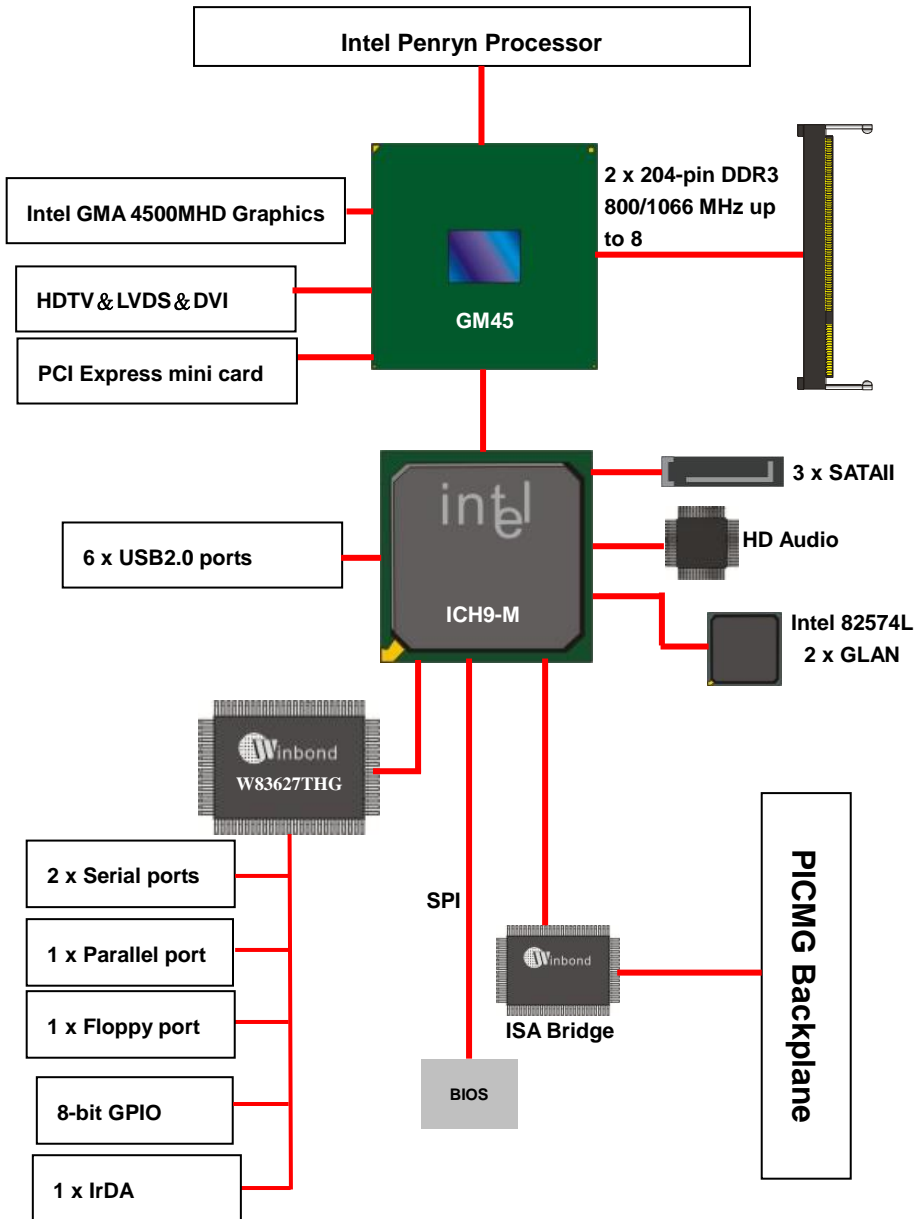 Intel Penryn Processor
2 x 204-pin DDR3
800/1066 MHz up
to 8
Intel GMA 4500MHD Graphics
HDTV&LVDS&DVI
GM45
PCI Express mini card
intel
3 x SATAII
HD Audio
6 x USB2.0 ports
ICH9-M
Intel 82574L
2 x GLAN
Winbond
W83627THG
2 x Serial ports
SPI
1 x Parallel port
Winbond
1 x Floppy port
ISA Bridge
PICMG Backplane
BIOS
8-bit GPIO
1 x IrDA